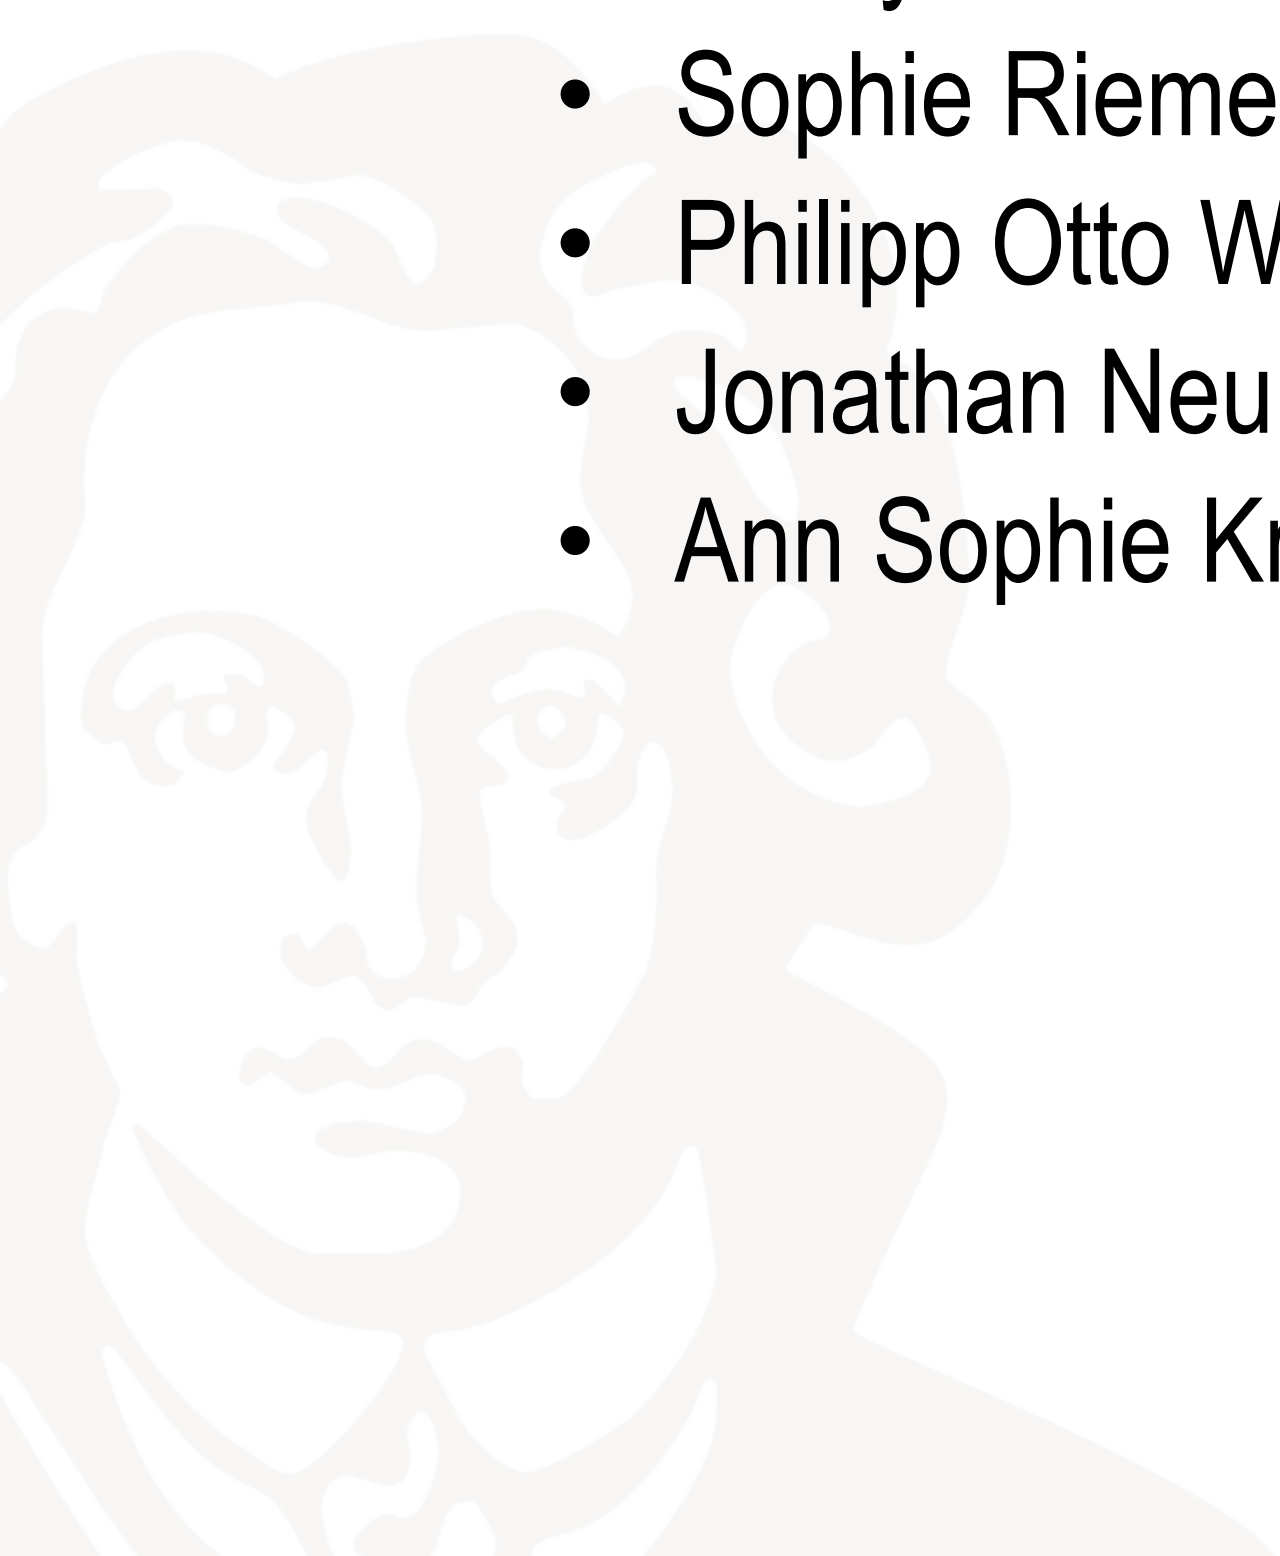 • Sophie Rieme
• Philipp Otto W
• Jonathan Neu
• Ann Sophie Kr